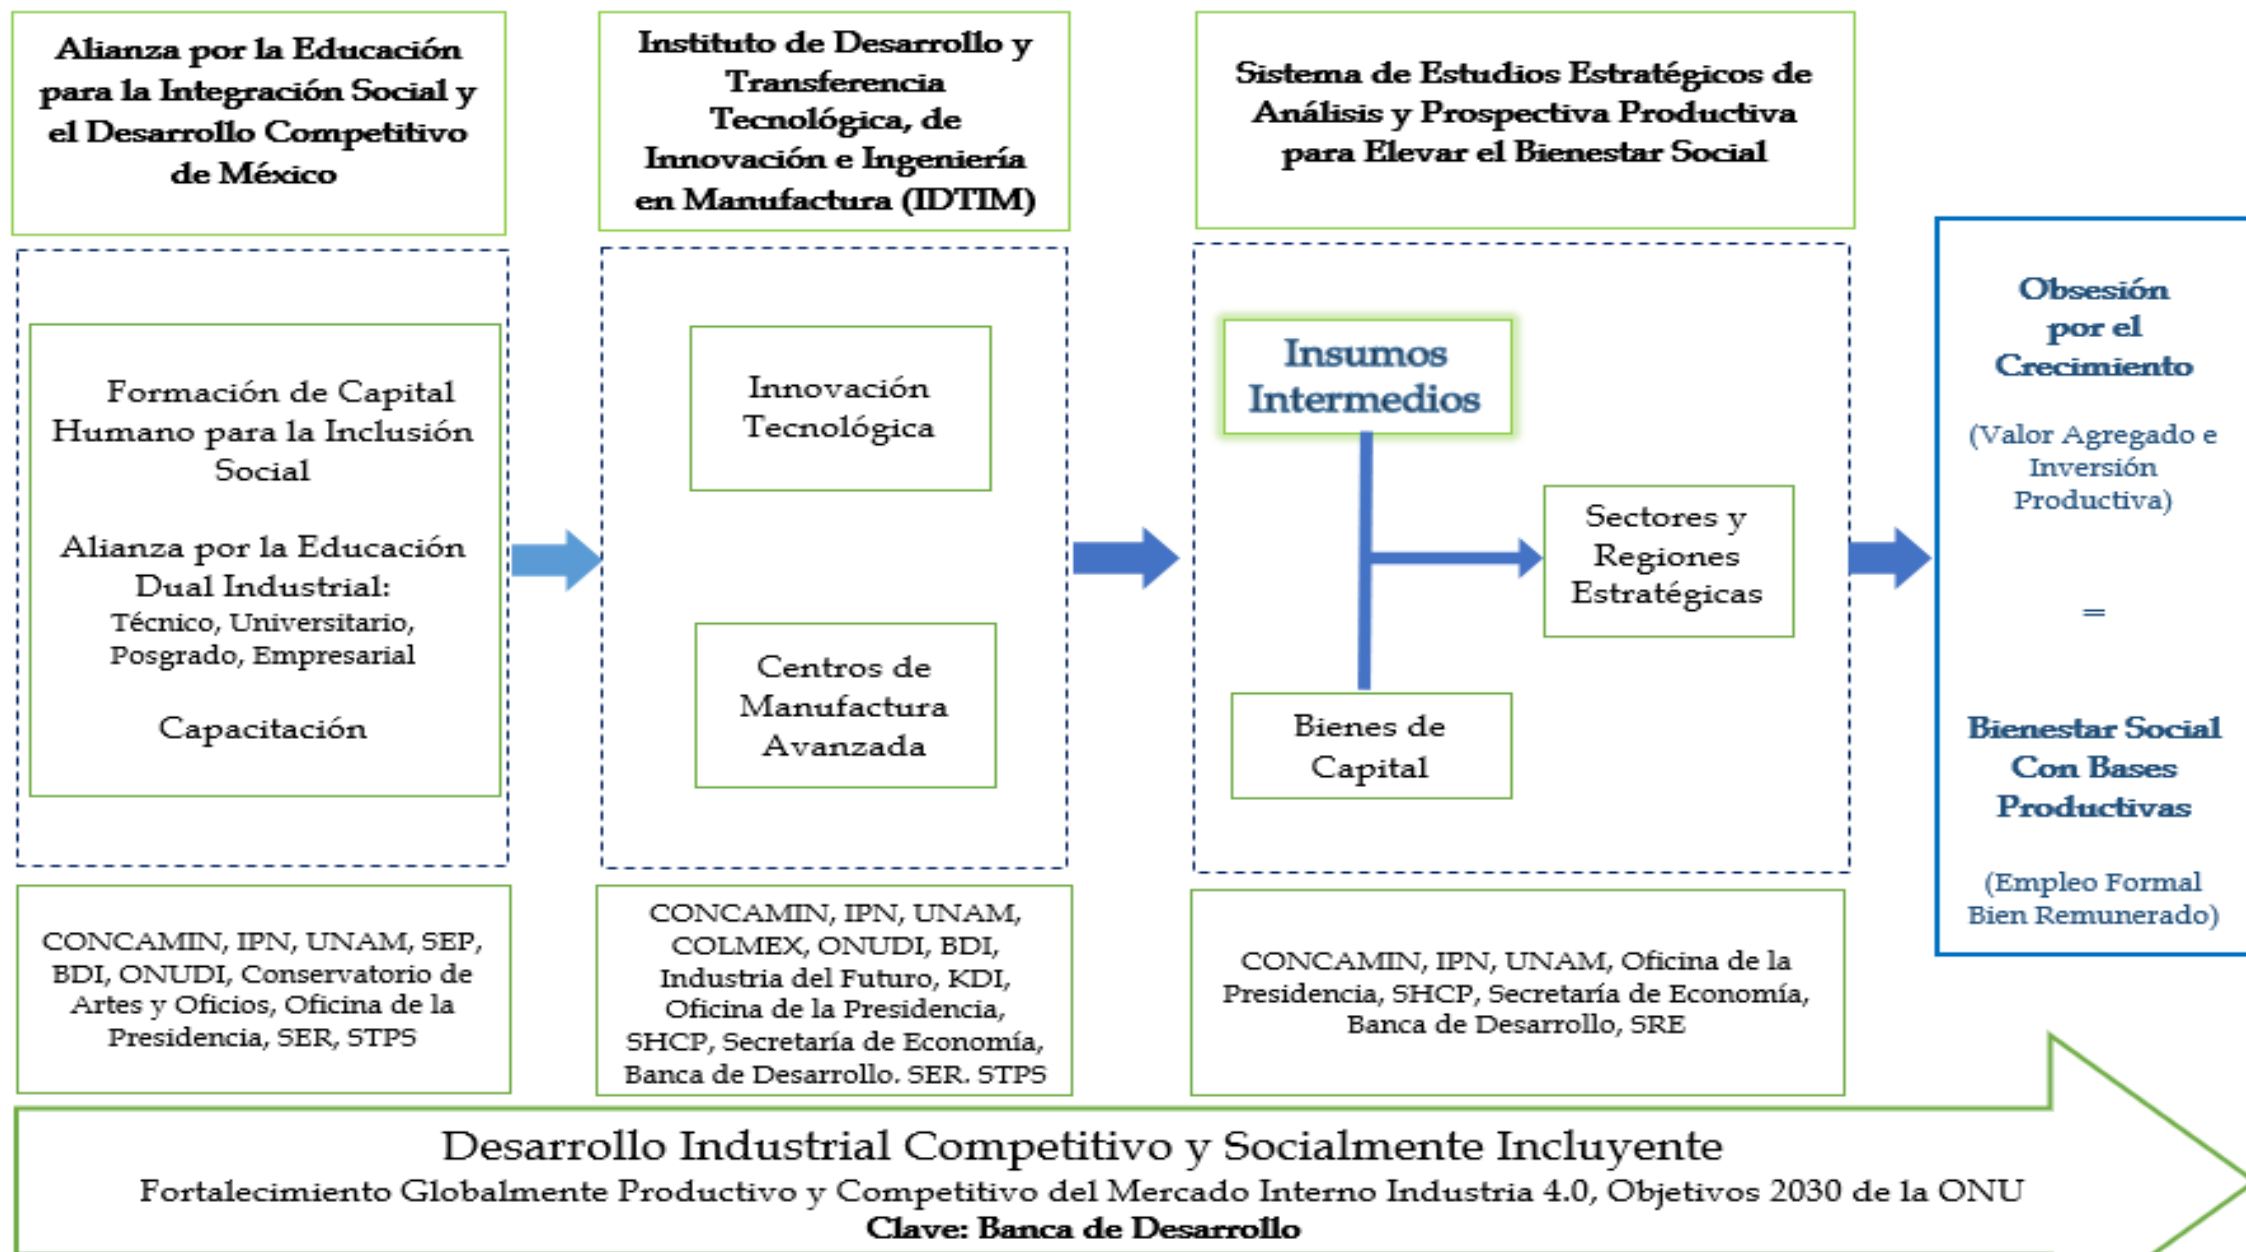 Alianza por la Educación
para la Integración Social y
el Desarrollo Competitivo
de México
Instituto de Desarrollo y
Transferencia
Tecnológica, de
Innovación e Ingeniería
en Manufactura (IDTIM)
Sistema de Estudios Estratégicos de
Análisis y Prospectiva Productiva
para Elevar el Bienestar Social
Formación de Capital
Humano para la Inclusión
Social
Alianza por la Educación
Dual Industrial:
Técnico, Universitario,
Posgrado, Empresarial
Capacitación
Innovación
Tecnológica
Centros de
Manufactura
Avanzada
Insumos
Intermedios
Sectores y
Regiones
Estratégicas
Bienes de
Capital
Obsesión
por el
Crecimiento
(Valor Agregado e
Inversión
Productiva)
=
Bienestar Social
Con Bases
Productivas
(Empleo Formal
Bien Remunerado)
CONCAMIN, IPN, UNAM, SEP,
BDI, ONUDI, Conservatorio de
Artes y Oficios, Oficina de la
Presidencia, SER, STPS
CONCAMIN, IPN, UNAM,
COLMEX, ONUDI, BDI,
Industria del Futuro, KDI,
Oficina de la Presidencia,
SHCP, Secretaría de Economía,
Banca de Desarrollo. SER. STPS
CONCAMIN, IPN, UNAM, Oficina de la
Presidencia, SHCP, Secretaría de Economía,
Banca de Desarrollo, SRE
Desarrollo Industrial Competitivo y Socialmente Incluyente
Fortalecimiento Globalmente Productivo y Competitivo del Mercado Interno Industria 4.0, Objetivos 2030 de la ONU
Clave: Banca de Desarrollo